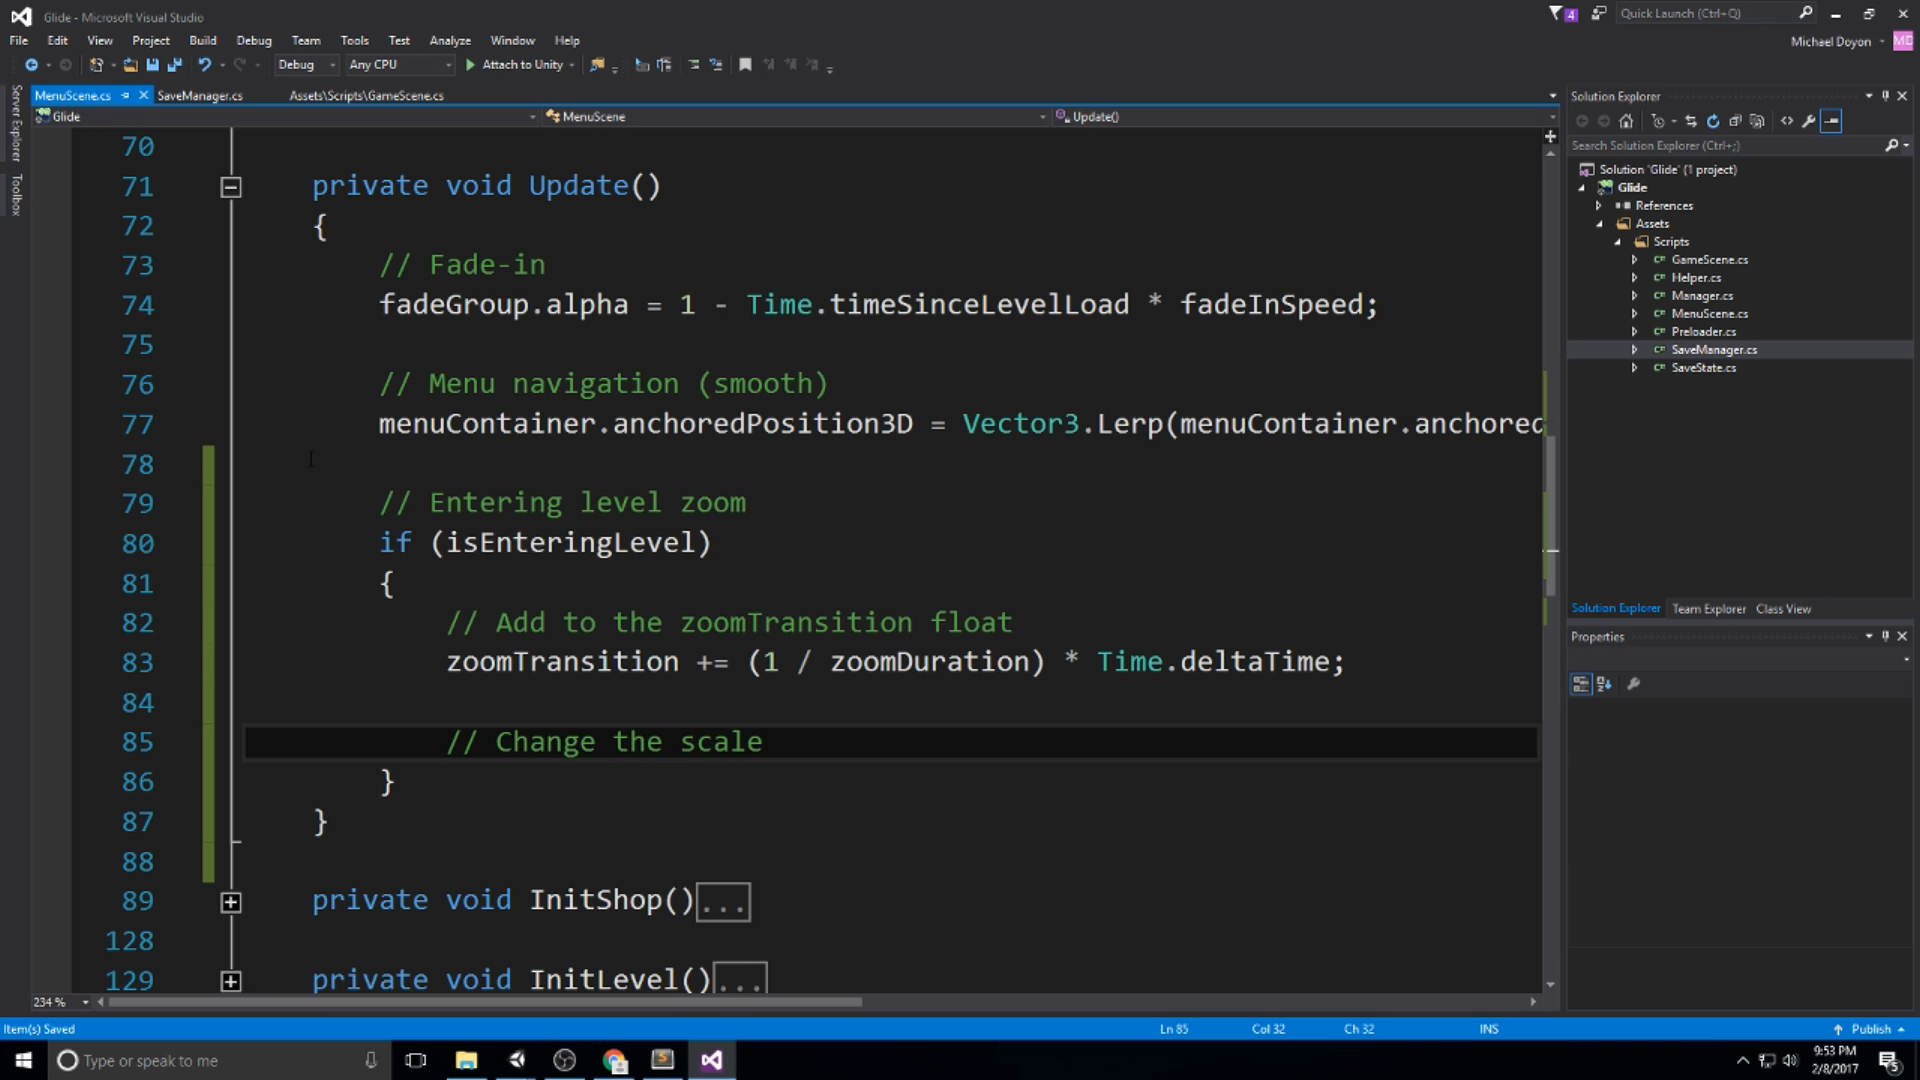 Glide - Microsoft Visual Studio
4
Quick Launch (Ctrl+Q)
File Edit View Project Build Debug Team Tools Test Analyze Window Help
Michael Doyon
MD
Debug Any CPU Attach to Unity
Server Explorer
Toolbox
MenuScene.cs SaveManager.cs Assets\Scripts\GameScene.cs
Glide MenuScene Update()
70
71 private void Update()
72 {
73 // Fade-in
74 fadeGroup.alpha = 1 - Time.timeSinceLevelLoad * fadeInSpeed;
75
76 // Menu navigation (smooth)
77 menuContainer.anchoredPosition3D = Vector3.Lerp(menuContainer.anchored
78
79 // Entering level zoom
80 if (isEnteringLevel)
81 {
82 // Add to the zoomTransition float
83 zoomTransition += (1 / zoomDuration) * Time.deltaTime;
84
85 // Change the scale
86 }
87 }
88
89 private void InitShop()...
128
129 private void InitLevel()...
234 %
Solution Explorer
Search Solution Explorer (Ctrl+;)
Solution 'Glide' (1 project)
Glide
References
Assets
Scripts
C# GameScene.cs
C# Helper.cs
C# Manager.cs
C# MenuScene.cs
C# Preloader.cs
C# SaveManager.cs
C# SaveState.cs
Solution Explorer Team Explorer Class View
Properties
Item(s) Saved Ln 85 Col 32 Ch 32 INS Publish
Type or speak to me
9:53 PM
2/8/2017
5